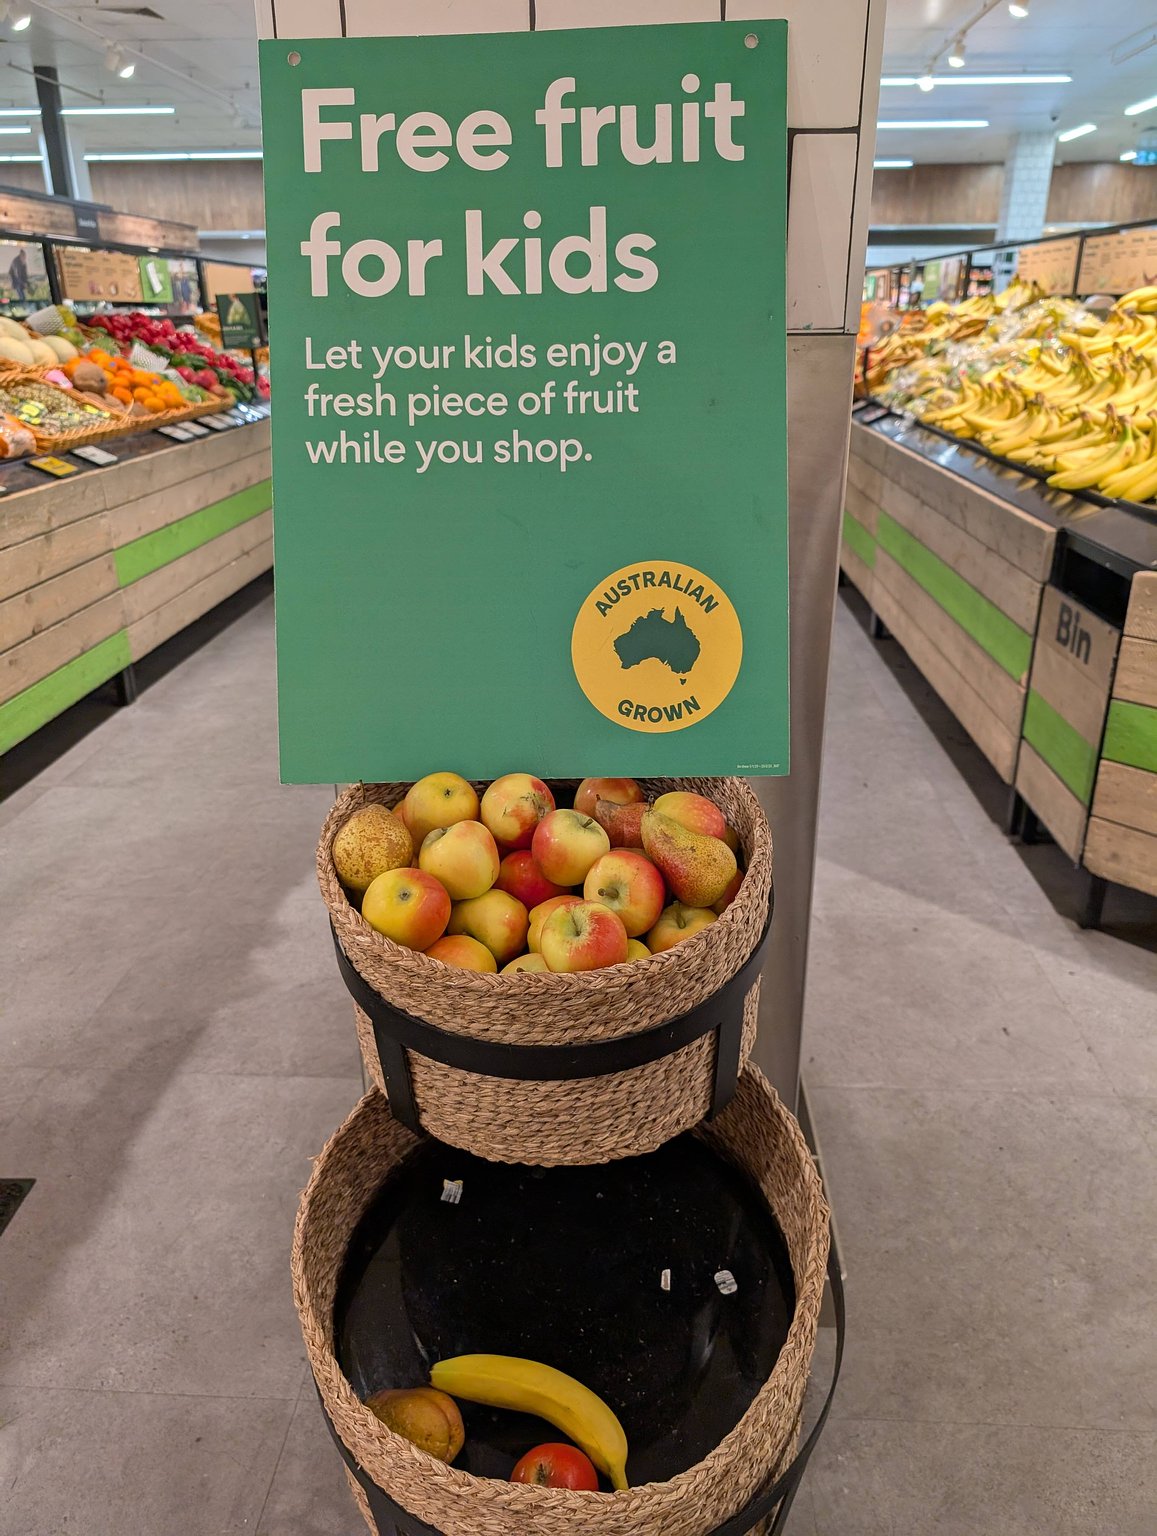 Free fruit
for kids
Let your kids enjoy a
fresh piece of fruit
while you shop.
AUSTRALIAN
GROWN
Bin